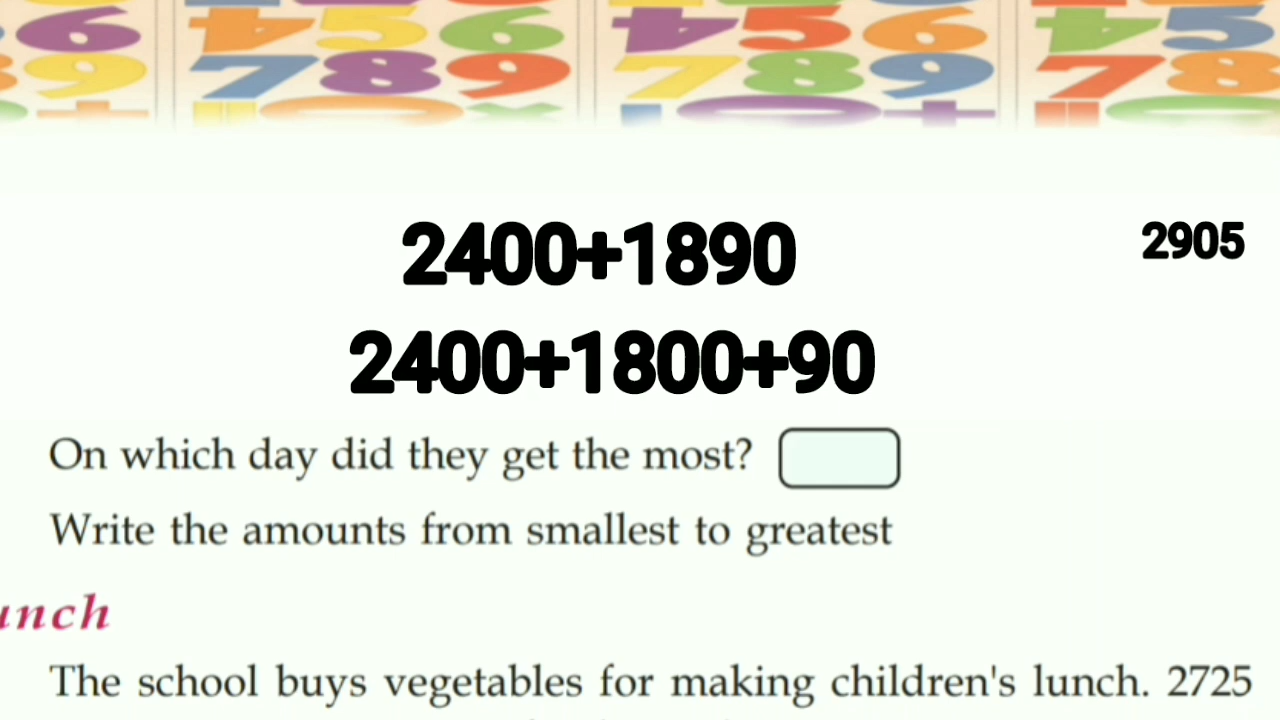 2400+1890
2905
2400+1800+90
On which day did they get the most?
Write the amounts from smallest to greatest
unch
The school buys vegetables for making children's lunch. 2725